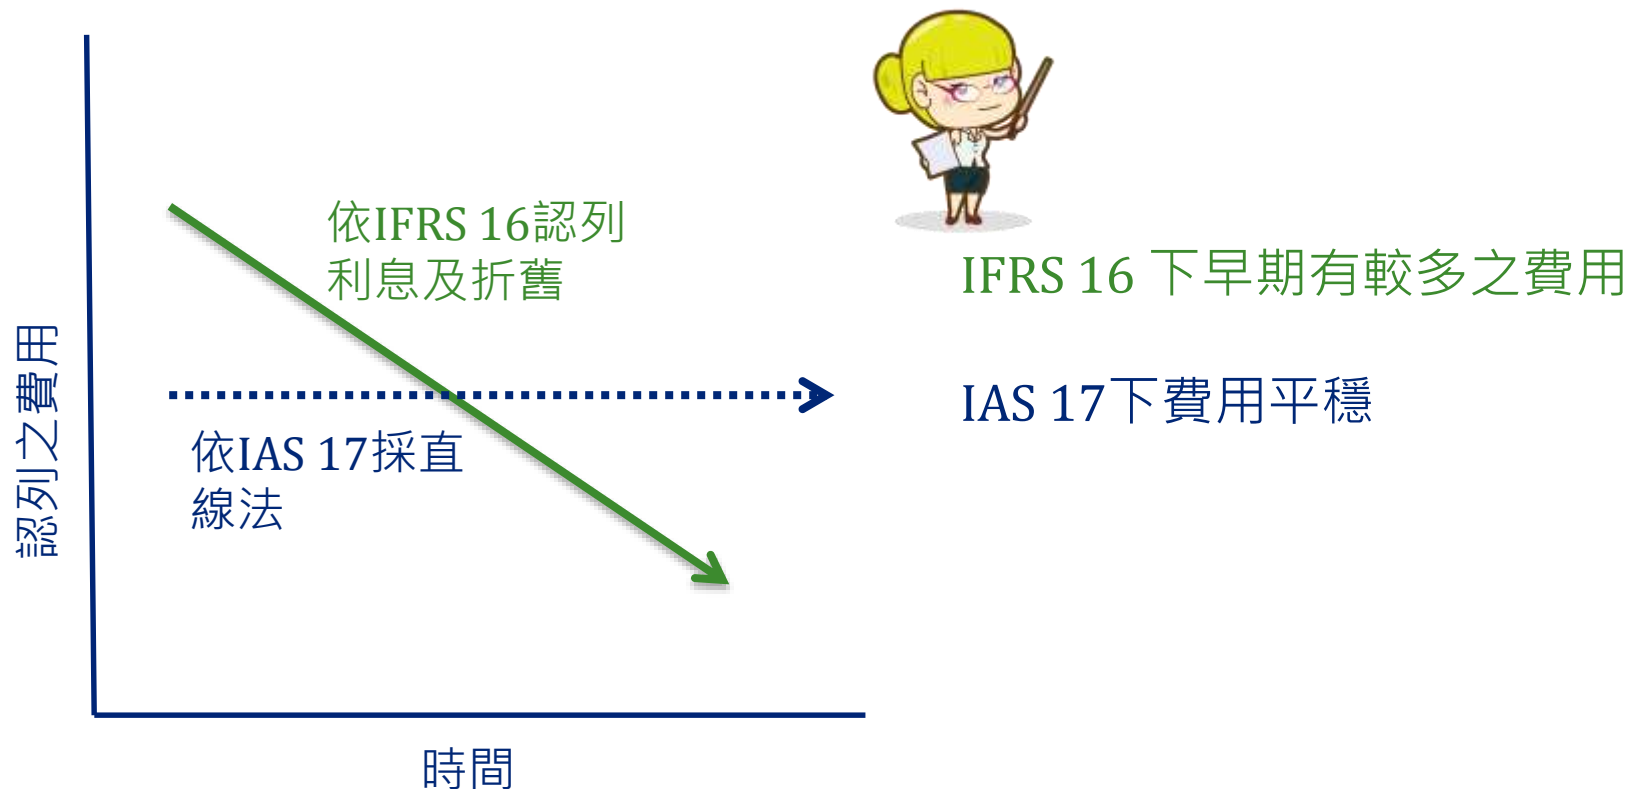 依IFRS 16認列
利息及折舊
IFRS 16 下早期有較多之費用
認列之費用
IAS 17下費用平穩
依IAS 17採直
線法
時間